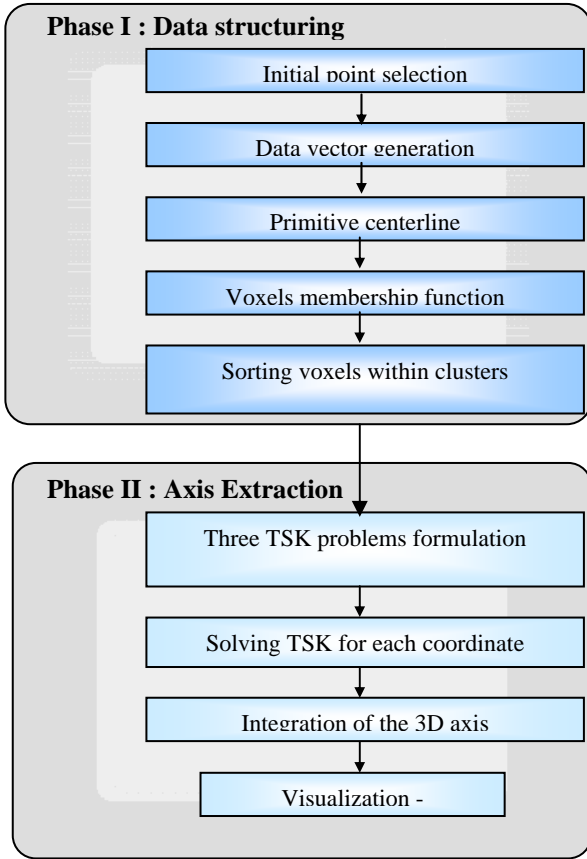 Phase I : Data structuring
Initial point selection
Data vector generation
Primitive centerline
Voxels membership function
Sorting voxels within clusters
Phase II : Axis Extraction
Three TSK problems formulation
Solving TSK for each coordinate
Integration of the 3D axis
Visualization -